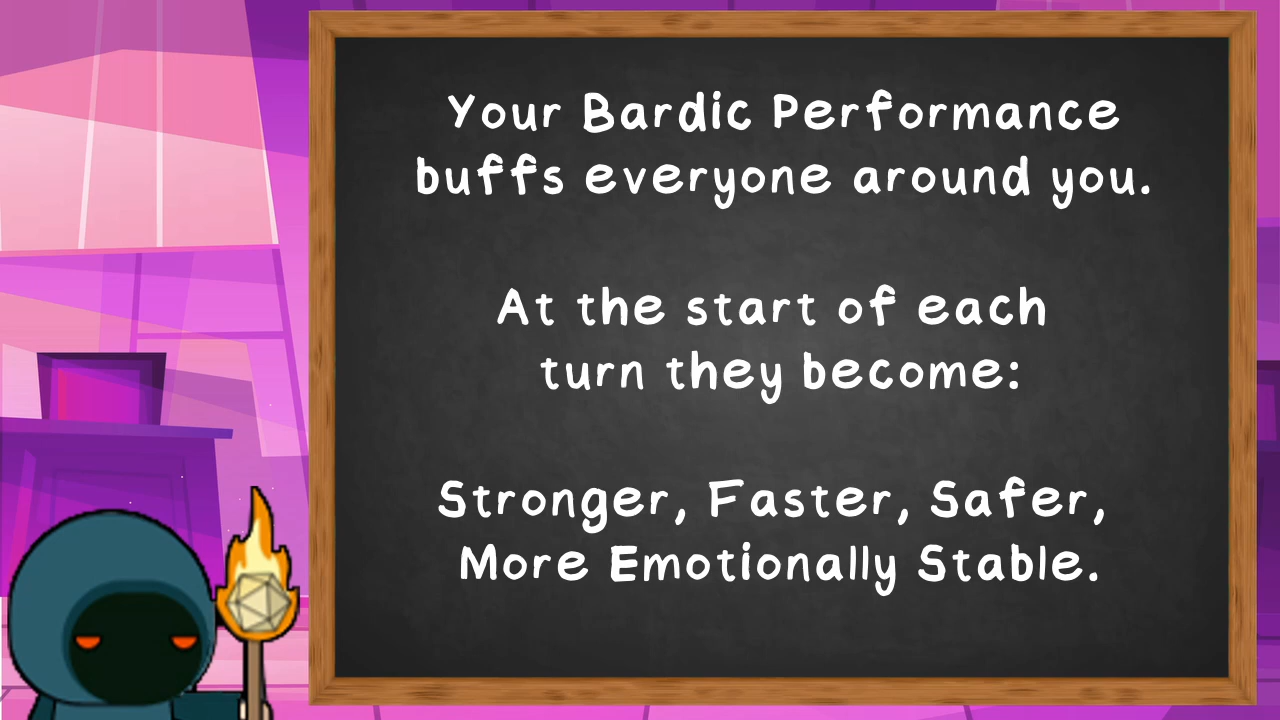 Your Bardic Performance
buffs everyone around you.
At the start of each
turn they become:
Stronger, Faster, Safer,
More Emotionally Stable.